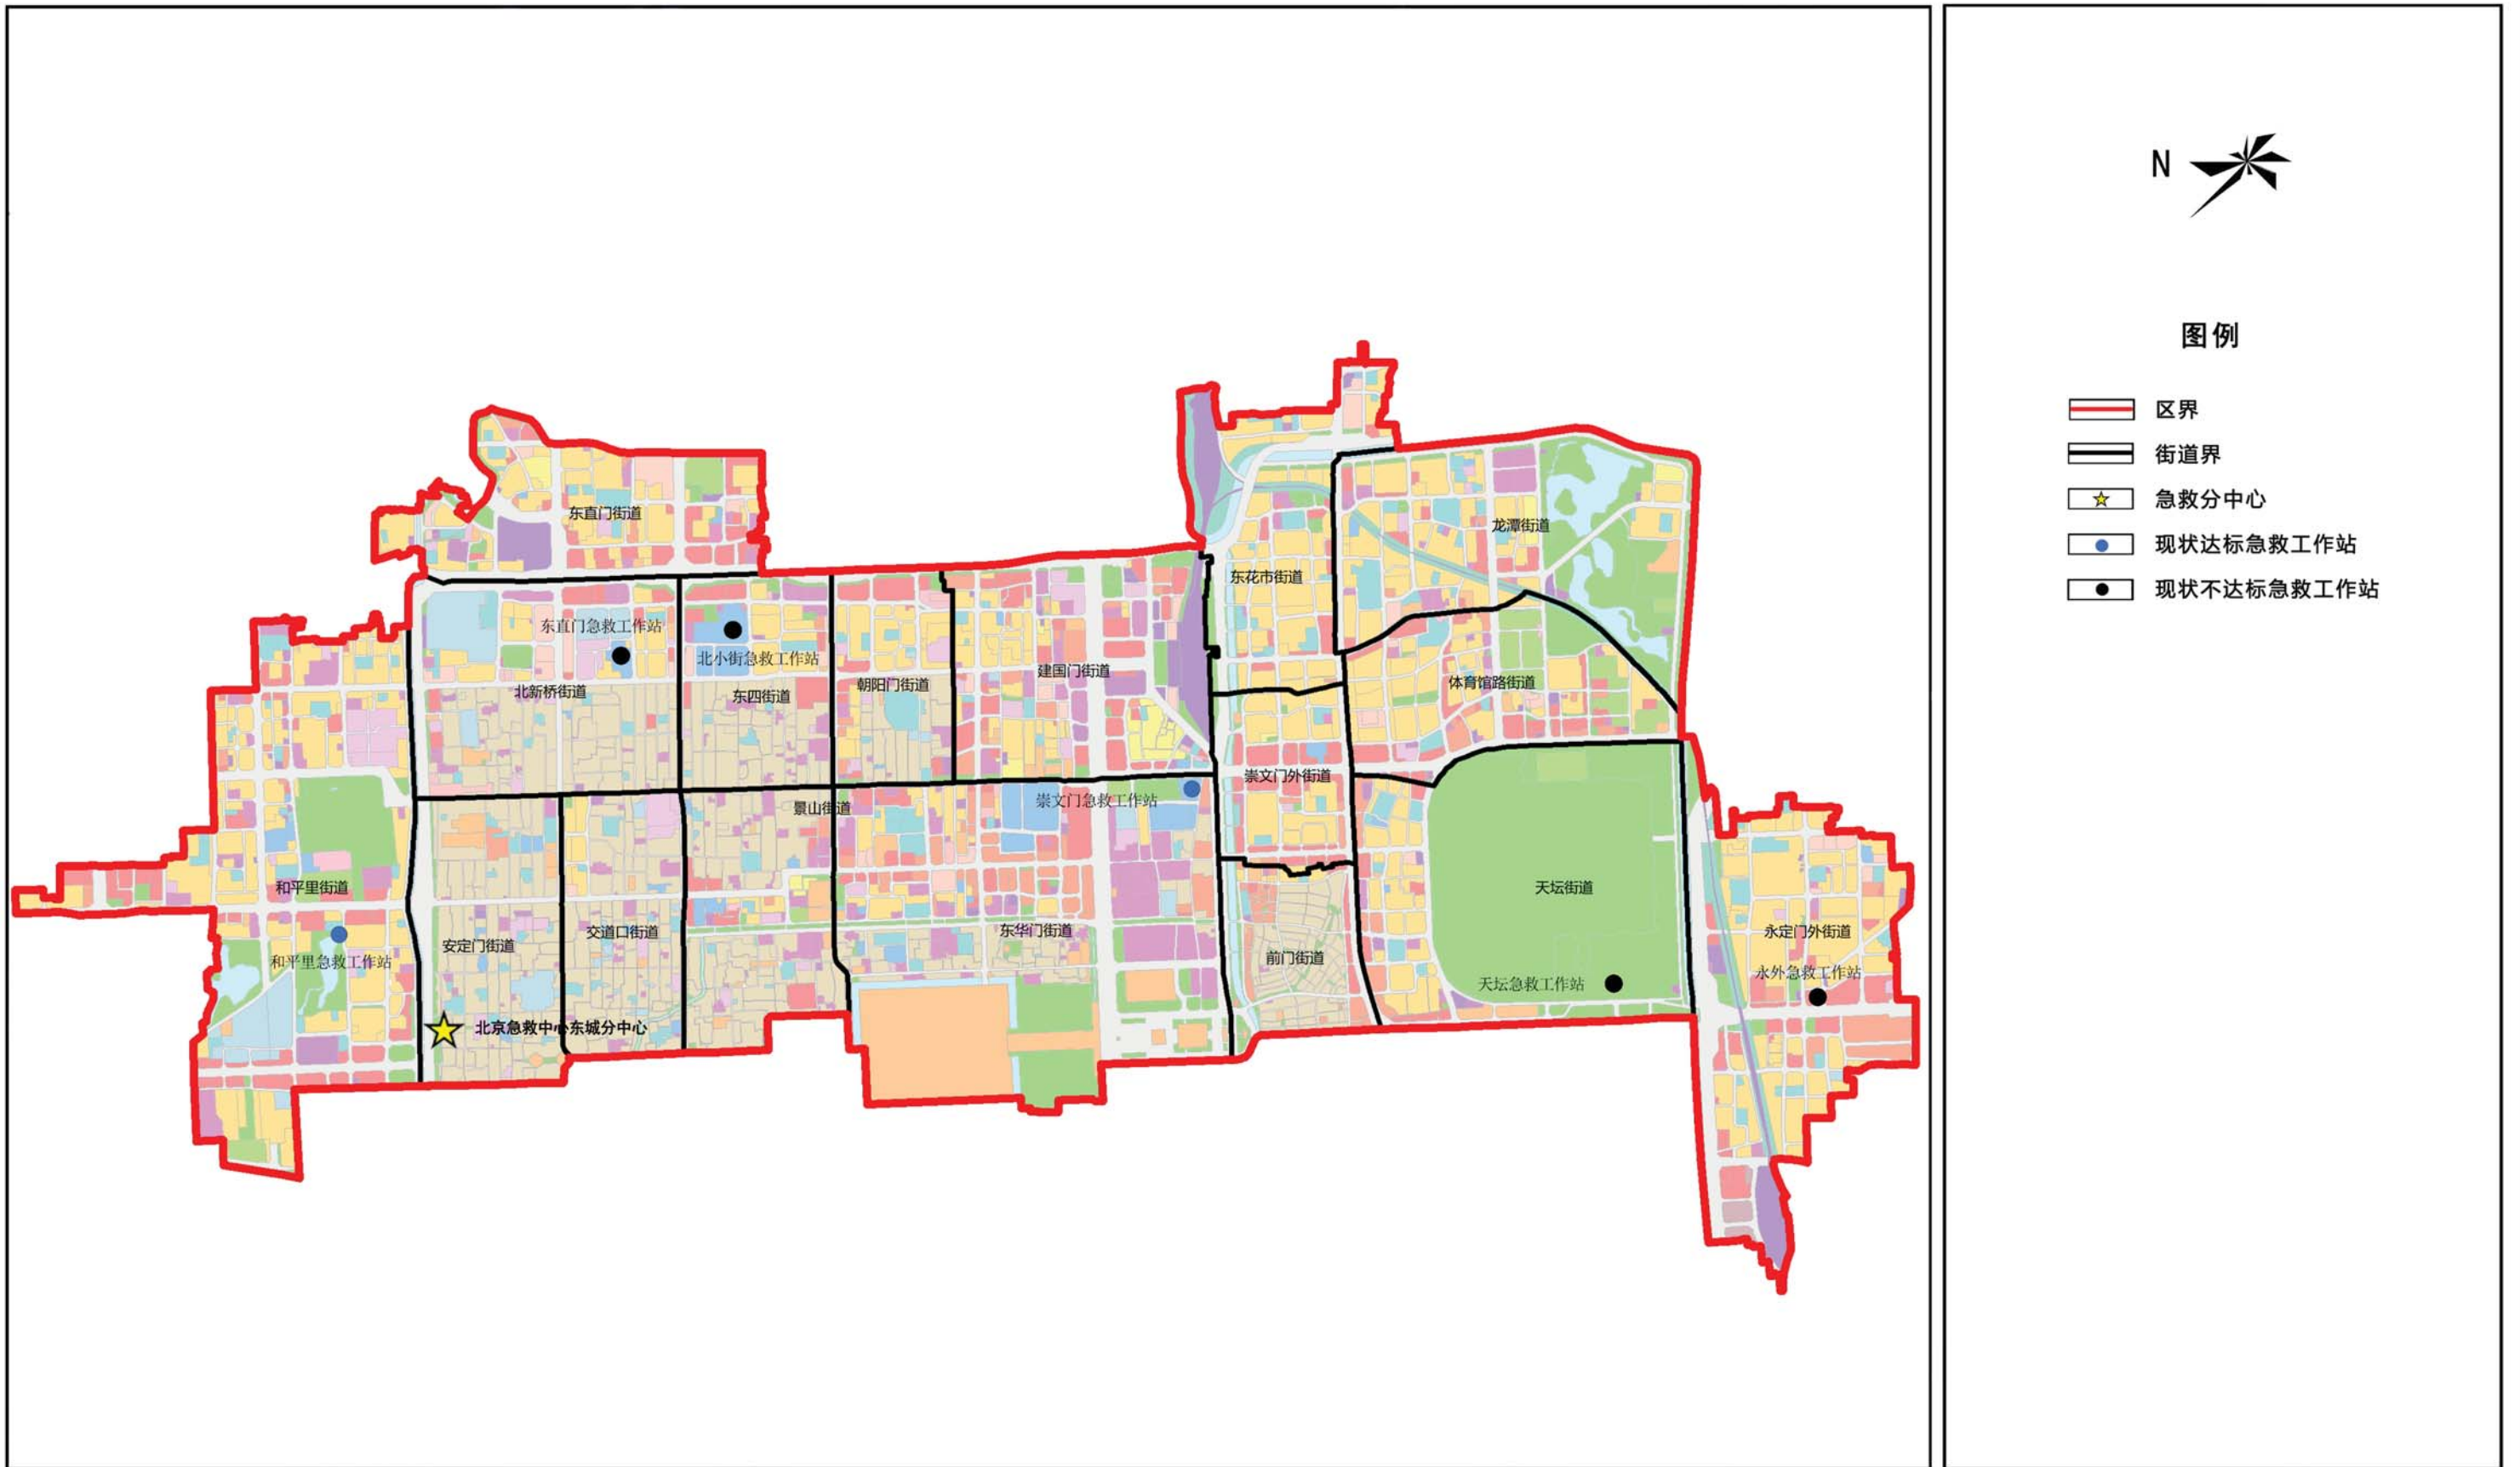 N
图例
区界
街道界
急救分中心
现状达标急救工作站
现状不达标急救工作站
东直门街道
龙潭街道
东花市街道
东直门急救工作站
北小街急救工作站
建国门街道
朝阳门街道
体育馆路街道
北新桥街道
东四街道
崇文门外街道
崇文门急救工作站
景山街道
和平里街道
天坛街道
东华门街道
交道口街道
永定门外街道
安定门街道
前门街道
和平里急救工作站
永外急救工作站
天坛急救工作站
北京急救中心东城分中心